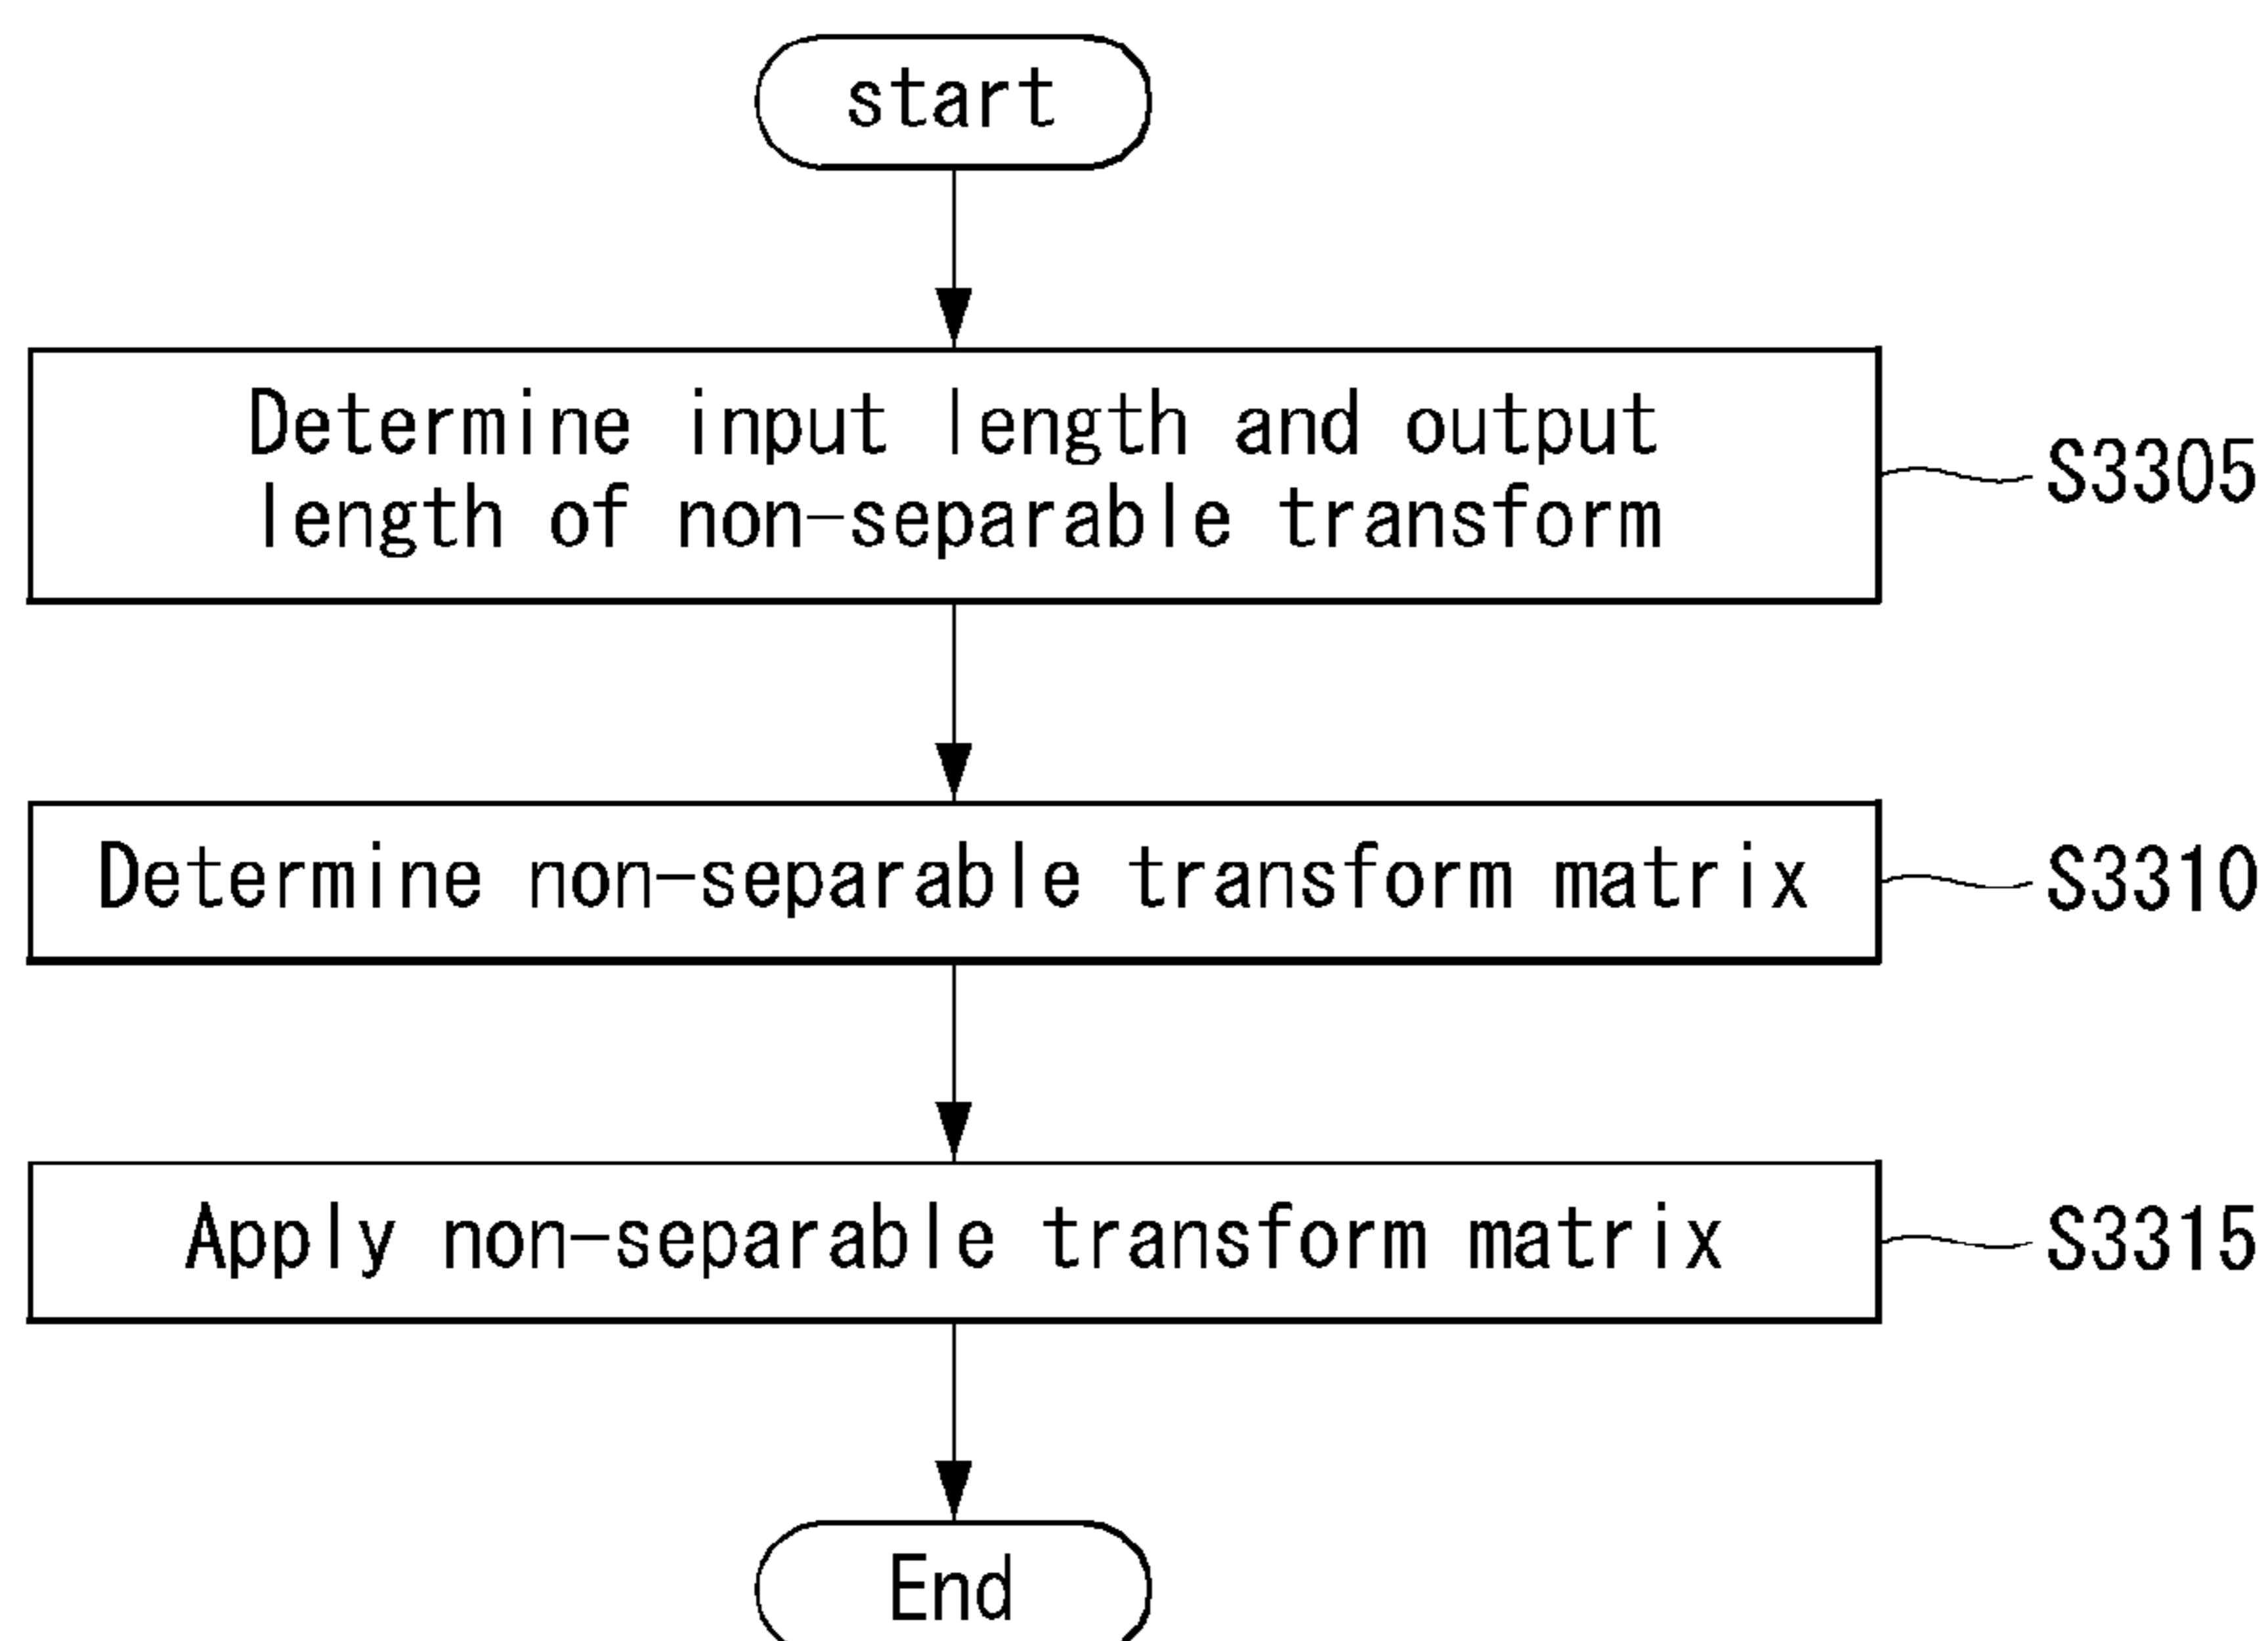 start
Determine input length and output
length of non-separable transform
S3305
Determine non-separable transform matrix
S3310
Apply non-separable transform matrix
S3315
End